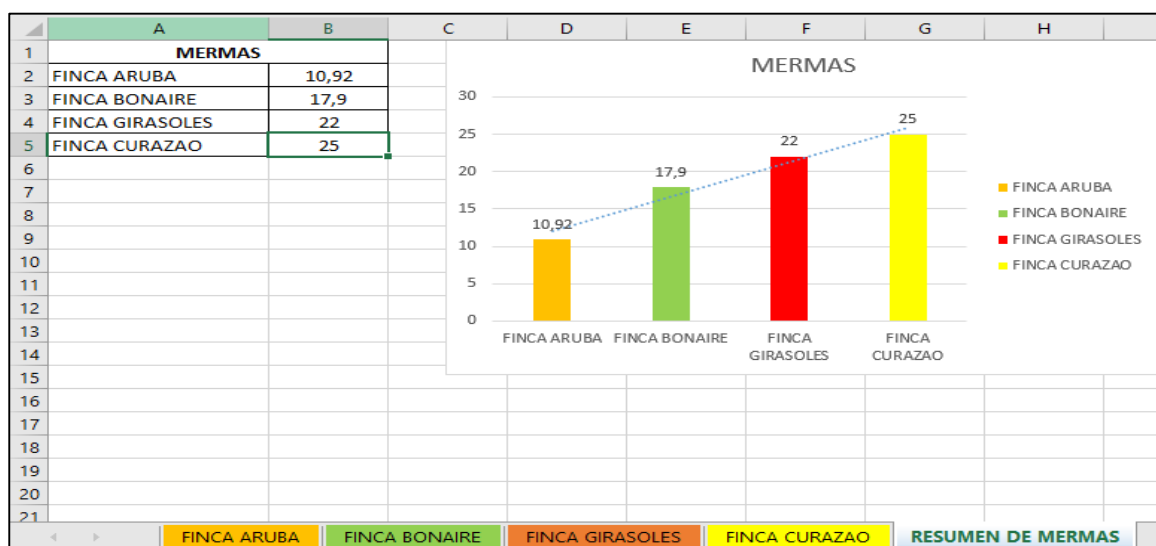 A B C D E F G H
1 MERMAS
2 FINCA ARUBA 10,92
3 FINCA BONAIRE 17,9
4 FINCA GIRASOLES 22
5 FINCA CURAZAO 25
6
7
8
9
10
11
12
13
14
15
16
17
18
19
20
21
MERMAS
30
25
20
15
10
5
0
10,92
17,9
22
25
FINCA ARUBA FINCA BONAIRE FINCA GIRASOLES FINCA CURAZAO
FINCA ARUBA
FINCA BONAIRE
FINCA GIRASOLES
FINCA CURAZAO
FINCA ARUBA FINCA BONAIRE FINCA GIRASOLES FINCA CURAZAO RESUMEN DE MERMAS